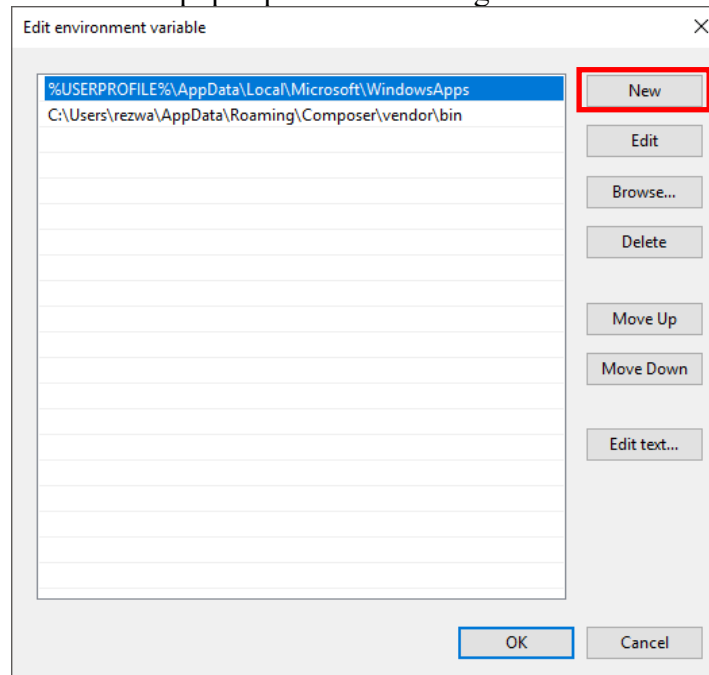 Edit environment variable
%USERPROFILE%\AppData\Local\Microsoft\WindowsApps
C:\Users\rezwa\AppData\Roaming\Composer\vendor\bin
New
Edit
Browse...
Delete
Move Up
Move Down
Edit text...
OK
Cancel